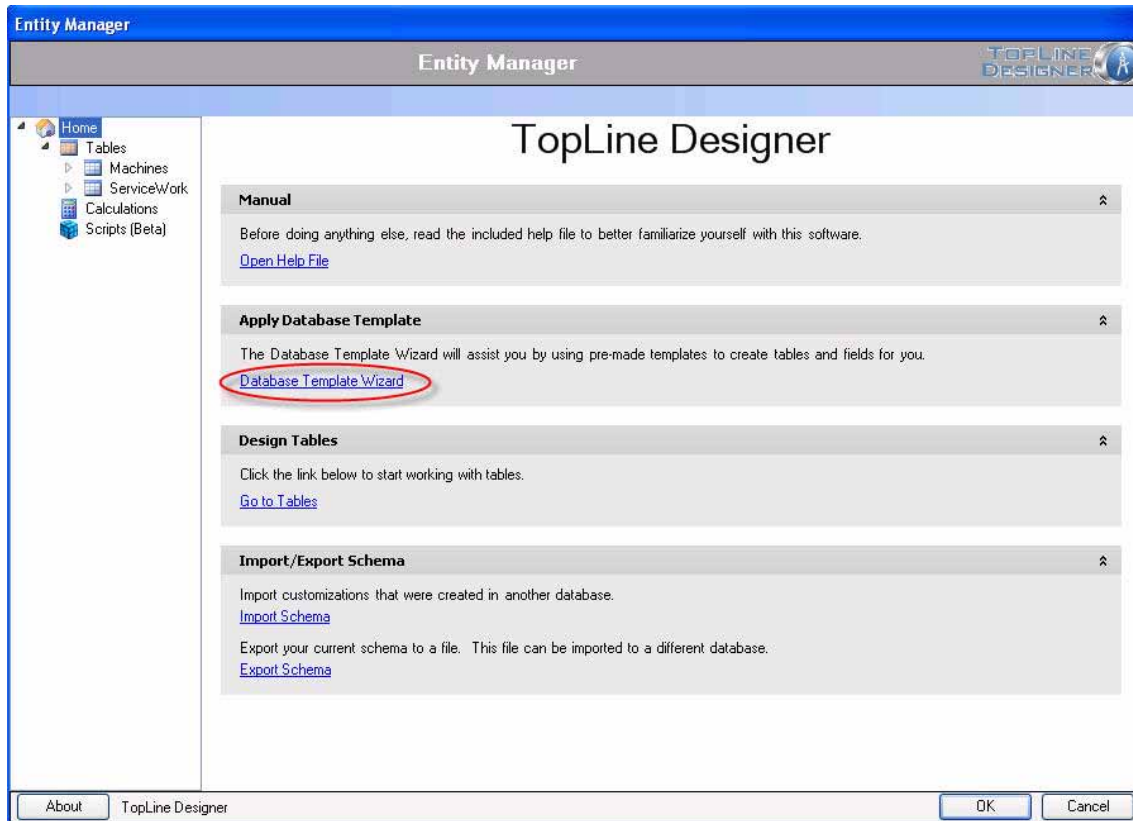 Entity Manager
Entity Manager
TOPLINE
DESIGNER
Home
Tables
Machines
ServiceWork
Calculations
Scripts (Beta)
TopLine Designer
Manual
Before doing anything else, read the included help file to better familiarize yourself with this software.
Open Help File
Apply Database Template
The Database Template Wizard will assist you by using pre-made templates to create tables and fields for you.
Database Template Wizard
Design Tables
Click the link below to start working with tables.
Go to Tables
Import/Export Schema
Import customizations that were created in another database.
Import Schema
Export your current schema to a file. This file can be imported to a different database.
Export Schema
About
TopLine Designer
OK
Cancel